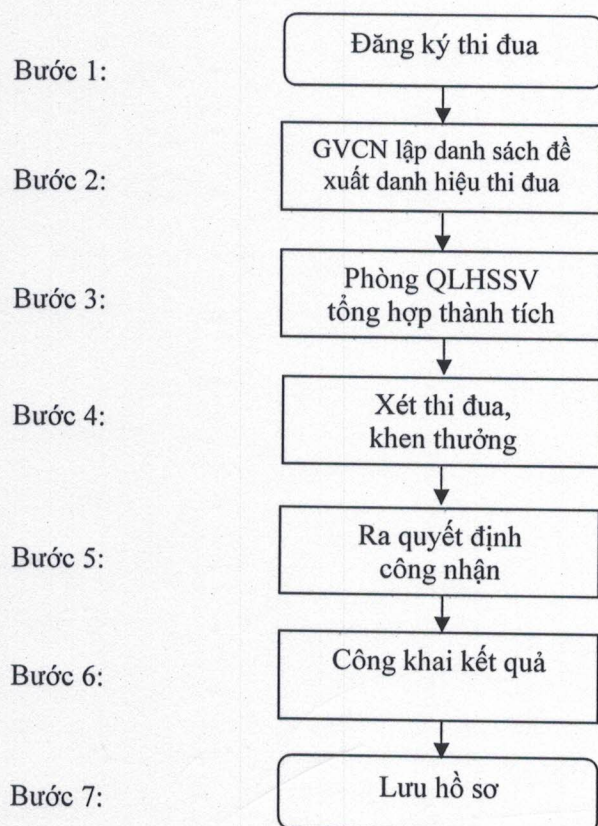 Bước 1:
Đăng ký thi đua
Bước 2:
GVCN lập danh sách đề
xuất danh hiệu thi đua
Bước 3:
Phòng QLHSSV
tổng hợp thành tích
Bước 4:
Xét thi đua,
khen thưởng
Bước 5:
Ra quyết định
công nhận
Bước 6:
Công khai kết quả
Bước 7:
Lưu hồ sơ